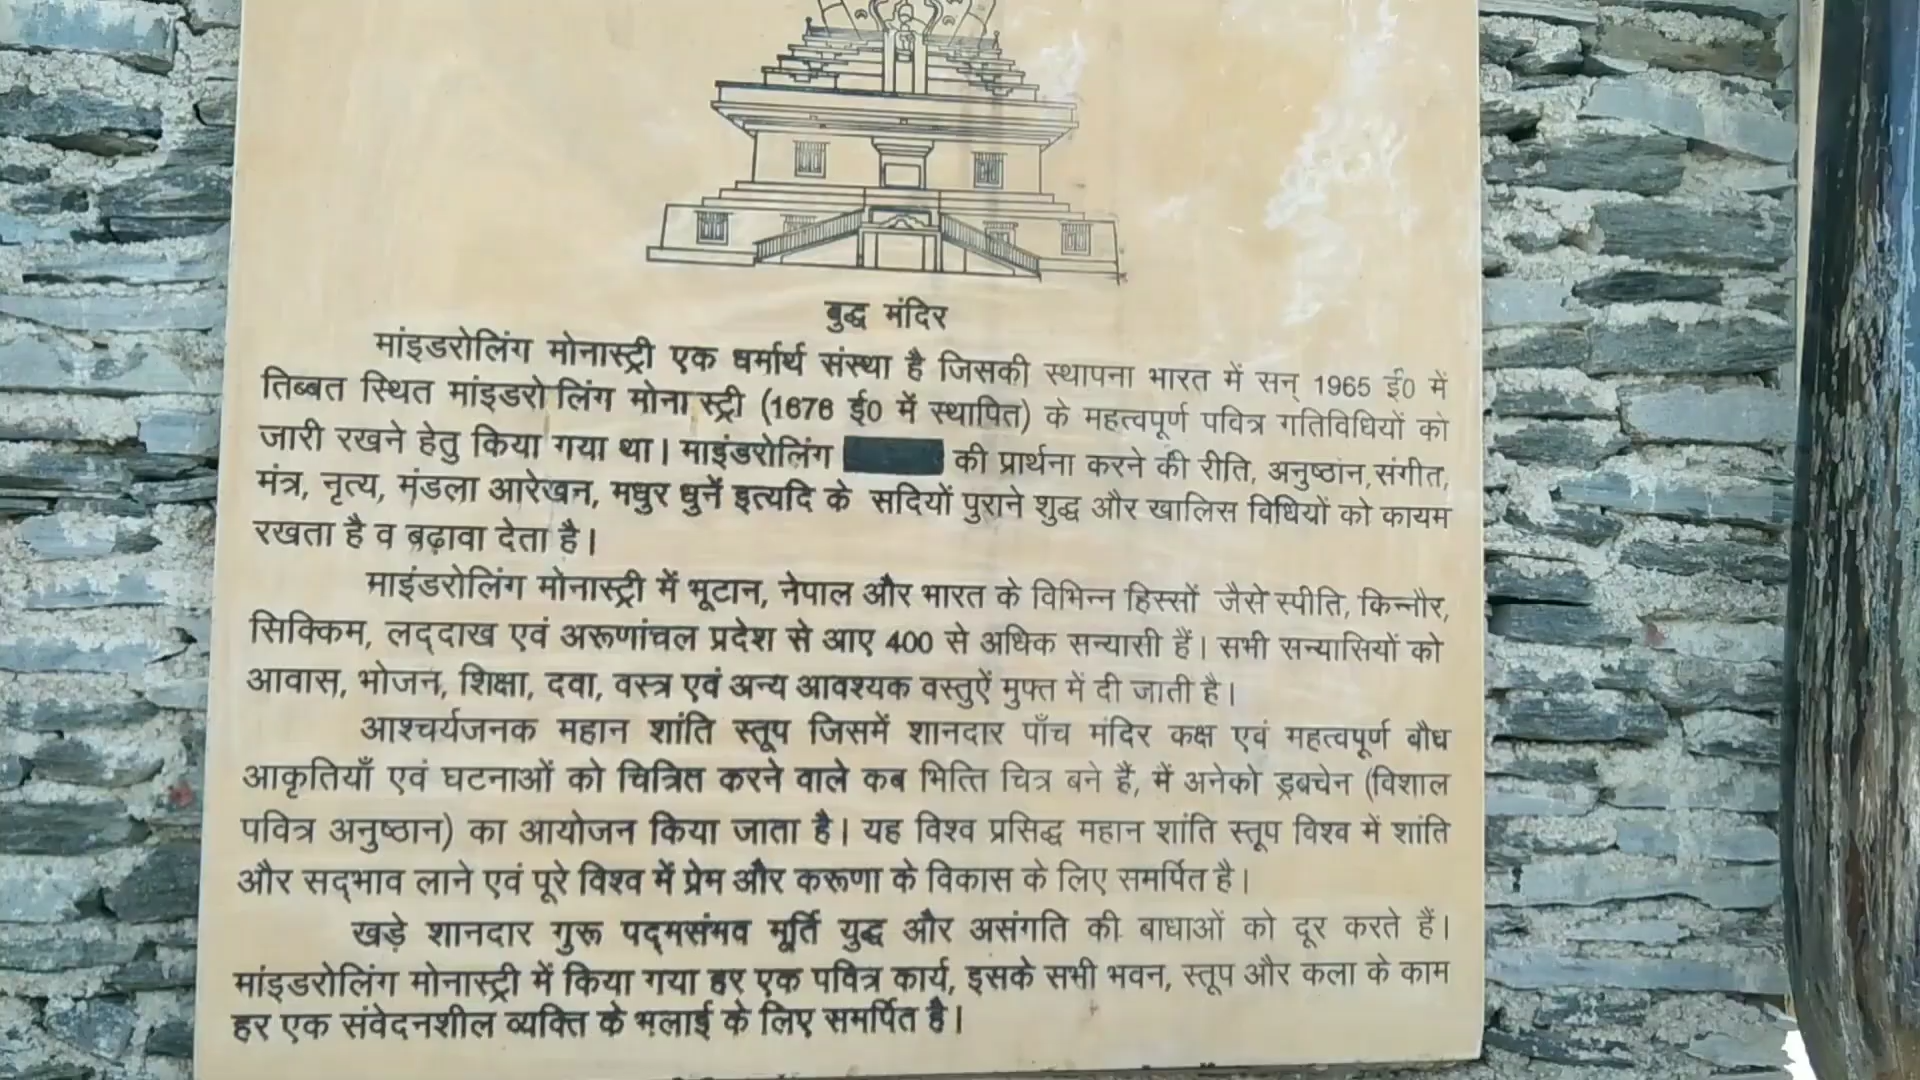 बुद्ध मंदिर
मांइडरोलिंग मोनास्ट्री एक धर्मार्थ संस्था है जिसकी स्थापना भारत में सन् 1965 ई0 में
तिब्बत स्थित मांइडरो लिंग मोना स्ट्री (1676 ई0 में स्थापित) के महत्वपूर्ण पवित्र गतिविधियों को
जारी रखने हेतु किया गया था। माइंडरोलिंग की प्रार्थना करने की रीति, अनुष्ठान, संगीत,
मंत्र, नृत्य, मंडला आरेखन, मधुर धुनें इत्यदि के सदियों पुराने शुद्ध और खालिस विधियों को कायम
रखता है व बढ़ावा देता है।
माइंडरोलिंग मोनास्ट्री में भूटान, नेपाल और भारत के विभिन्न हिस्सों जैसे स्पीति, किन्नौर,
सिक्किम, लद्दाख एवं अरूणांचल प्रदेश से आए 400 से अधिक सन्यासी हैं। सभी सन्यासियों को
आवास, भोजन, शिक्षा, दवा, वस्त्र एवं अन्य आवश्यक वस्तुऐं मुफ्त में दी जाती है।
आश्चर्यजनक महान शांति स्तूप जिसमें शानदार पाँच मंदिर कक्ष एवं महत्वपूर्ण बौध
आकृतियाँ एवं घटनाओं को चित्रित करने वाले कब भित्ति चित्र बने हैं, में अनेको ड्रबचेन (विशाल
पवित्र अनुष्ठान) का आयोजन किया जाता है। यह विश्व प्रसिद्ध महान शांति स्तूप विश्व में शांति
और सद्भाव लाने एवं पूरे विश्व में प्रेम और करूणा के विकास के लिए समर्पित है।
खड़े शानदार गुरू पद्मसंभव मूर्ति युद्ध और असंगति की बाधाओं को दूर करते हैं।
मांइडरोलिंग मोनास्ट्री में किया गया हर एक पवित्र कार्य, इसके सभी भवन, स्तूप और कला के काम
हर एक संवेदनशील व्यक्ति के भलाई के लिए समर्पित है।